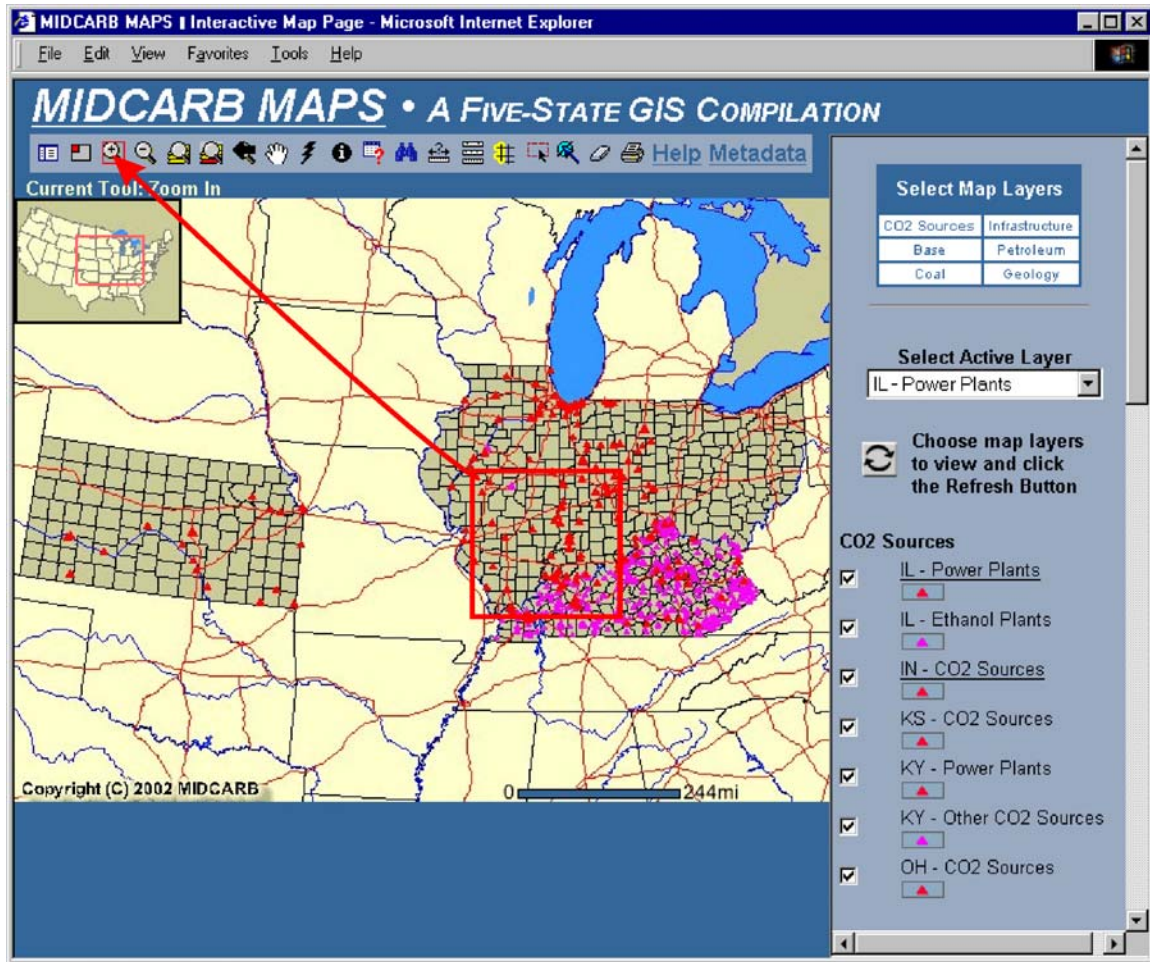 MIDCARB MAPS || Interactive Map Page - Microsoft Internet Explorer
File Edit View Favorites Tools Help
MIDCARB MAPS • A FIVE-STATE GIS COMPILATION
Help Metadata
Current Tool: Zoom In
Select Map Layers
CO2 Sources Infrastructure
Base Petroleum
Coal Geology
Select Active Layer
IL - Power Plants
Choose map layers
to view and click
the Refresh Button
CO2 Sources
IL - Power Plants
IL - Ethanol Plants
IN - CO2 Sources
KS - CO2 Sources
KY - Power Plants
KY - Other CO2 Sources
OH - CO2 Sources
Copyright (C) 2002 MIDCARB
0 244mi